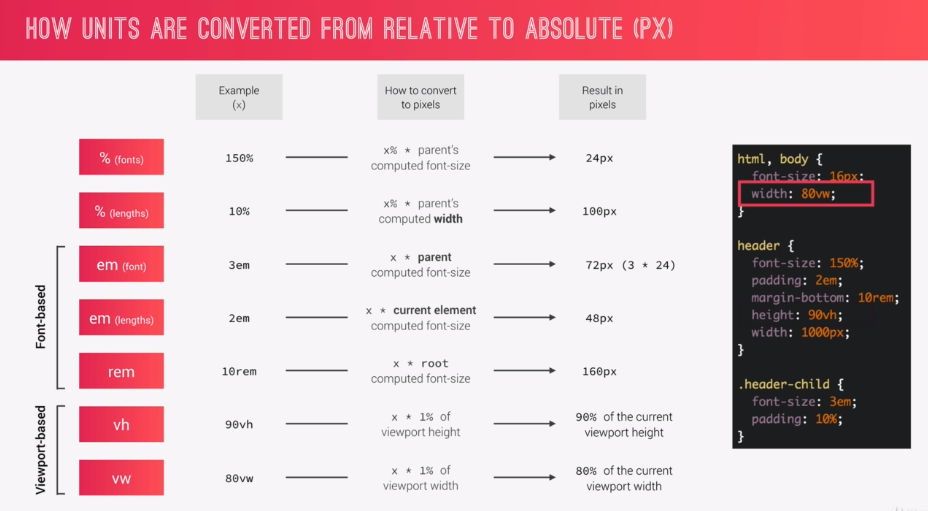 HOW UNITS ARE CONVERTED FROM RELATIVE TO ABSOLUTE (PX)
Example
(x)
How to convert
to pixels
Result in
pixels
% (fonts)
150%
x% * parent's
computed font-size
24px
% (lengths)
10%
x% * parent's
computed width
100px
Font-based
em (font)
3em
x * parent
computed font-size
72px (3 * 24)
em (lengths)
2em
x * current element
computed font-size
48px
rem
10rem
x * root
computed font-size
160px
Viewport-based
vh
90vh
x * 1% of
viewport height
90% of the current
viewport height
vw
80vw
x * 1% of
viewport width
80% of the current
viewport width
html, body {
font-size: 16px;
width: 80vw;
}
header {
font-size: 150%;
padding: 2em;
margin-bottom: 10rem;
height: 90vh;
width: 1000px;
}
.header-child {
font-size: 3em;
padding: 10%;
}